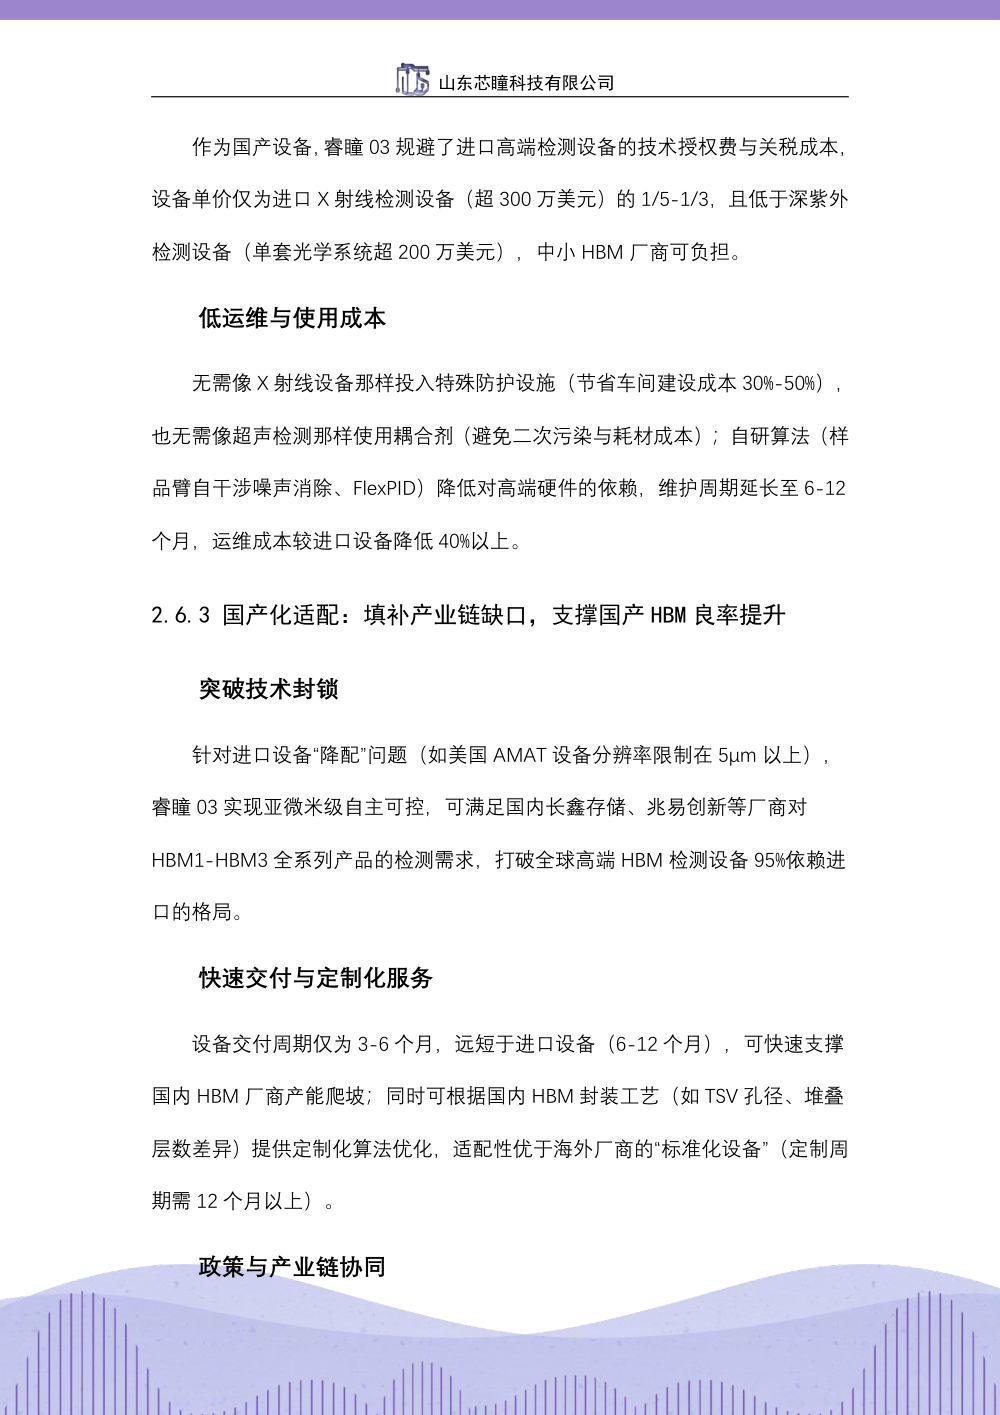 山东芯瞳科技有限公司
作为国产设备，睿瞳 03 规避了进口高端检测设备的技术授权费与关税成本，
设备单价仅为进口 X 射线检测设备（超 300 万美元）的 1/5-1/3，且低于深紫外
检测设备（单套光学系统超 200 万美元），中小 HBM 厂商可负担。
低运维与使用成本
无需像 X 射线设备那样投入特殊防护设施（节省车间建设成本 30%-50%），
也无需像超声检测那样使用耦合剂（避免二次污染与耗材成本）；自研算法（样
品臂自干涉噪声消除、FlexPID）降低对高端硬件的依赖，维护周期延长至 6-12
个月，运维成本较进口设备降低 40%以上。
2.6.3 国产化适配：填补产业链缺口，支撑国产 HBM 良率提升
突破技术封锁
针对进口设备“降配”问题（如美国 AMAT 设备分辨率限制在 5μm 以上），
睿瞳 03 实现亚微米级自主可控，可满足国内长鑫存储、兆易创新等厂商对
HBM1-HBM3 全系列产品的检测需求，打破全球高端 HBM 检测设备 95%依赖进
口的格局。
快速交付与定制化服务
设备交付周期仅为 3-6 个月，远短于进口设备（6-12 个月），可快速支撑
国内 HBM 厂商产能爬坡；同时可根据国内 HBM 封装工艺（如 TSV 孔径、堆叠
层数差异）提供定制化算法优化，适配性优于海外厂商的“标准化设备”（定制周
期需 12 个月以上）。
政策与产业链协同